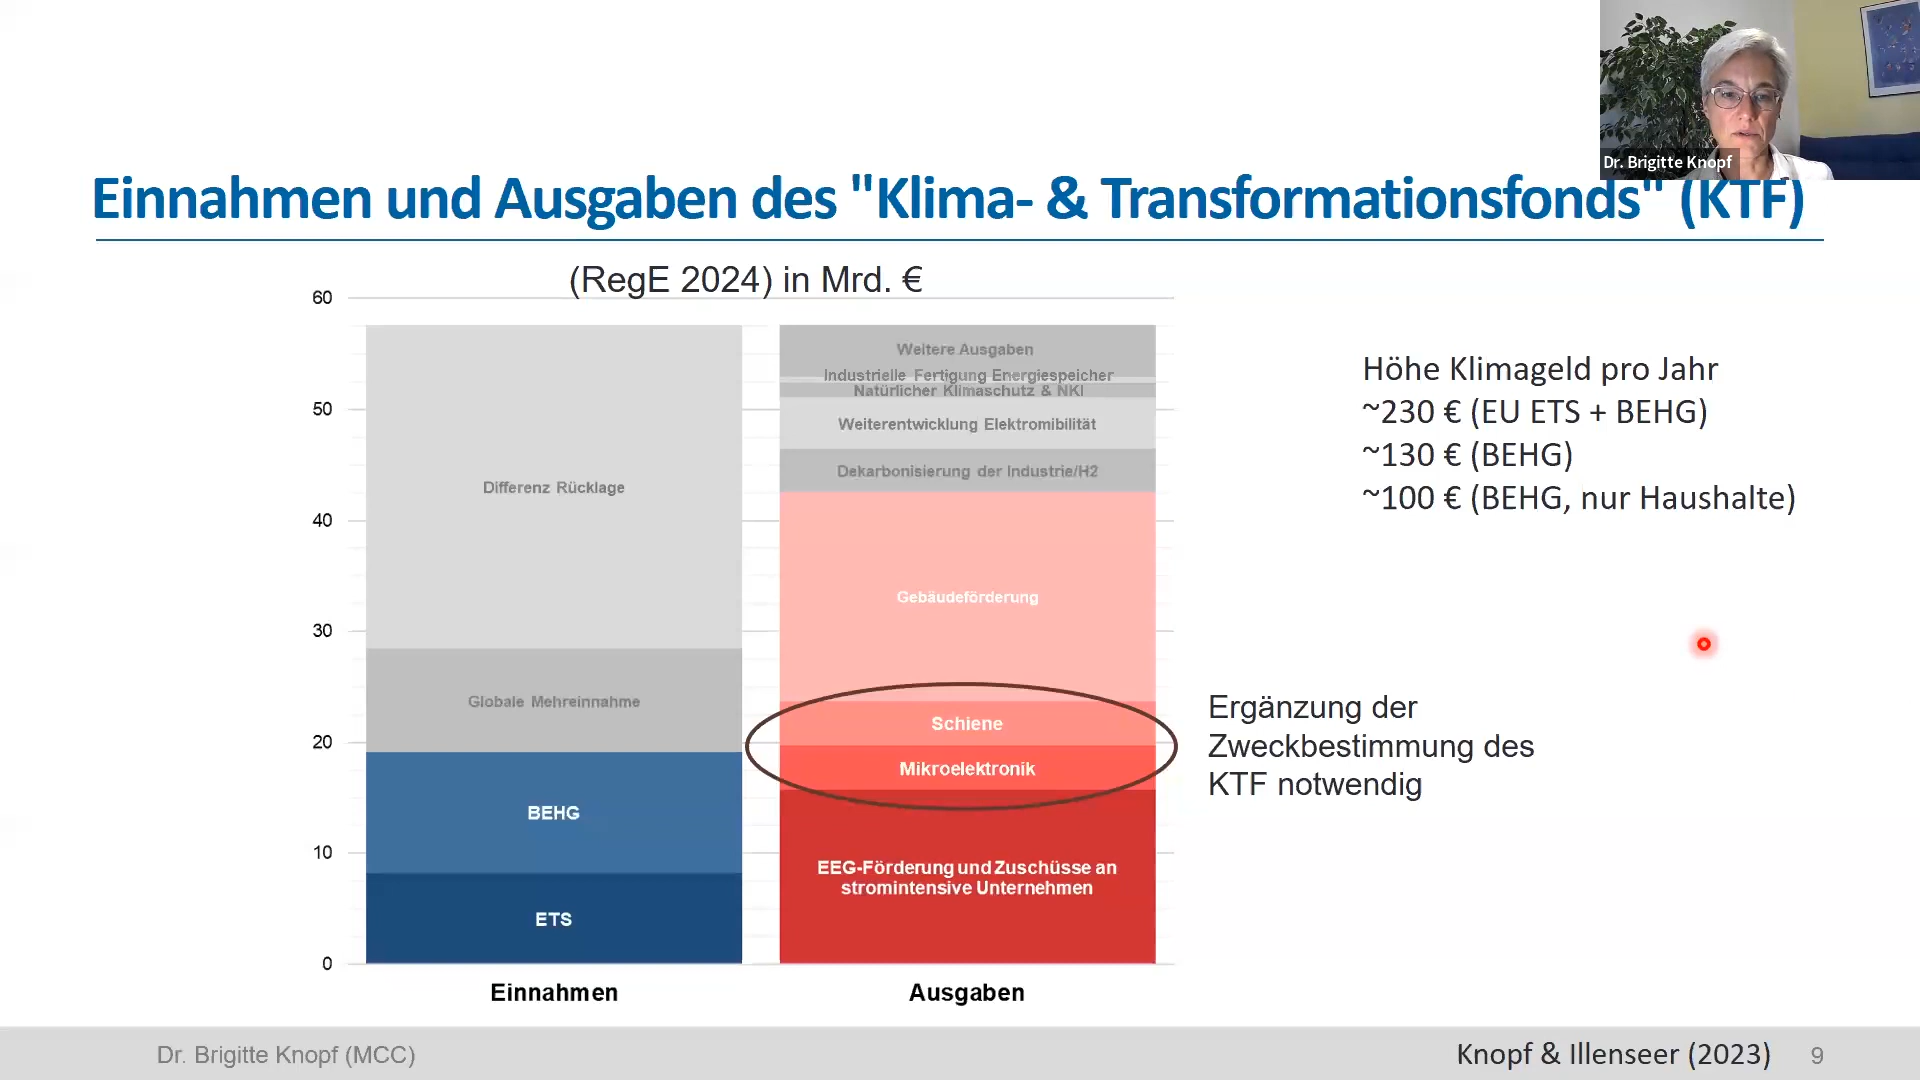 Dr. Brigitte Knopf
Einnahmen und Ausgaben des "Klima- & Transformationsfonds" (KTF)
(RegE 2024) in Mrd. €
60
50
40
30
20
10
0
Differenz Rücklage
Globale Mehreinnahme
BEHG
ETS
Einnahmen
Weitere Ausgaben
Industrielle Fertigung Energiespeicher
Natürlicher Klimaschutz & NKI
Weiterentwicklung Elektromibilität
Dekarbonisierung der Industrie/H2
Gebäudeförderung
Schiene
Mikroelektronik
EEG-Förderung und Zuschüsse an
stromintensive Unternehmen
Ausgaben
Höhe Klimageld pro Jahr
~230 € (EU ETS + BEHG)
~130 € (BEHG)
~100 € (BEHG, nur Haushalte)
Ergänzung der
Zweckbestimmung des
KTF notwendig
Dr. Brigitte Knopf (MCC)
Knopf & Illenseer (2023)
9